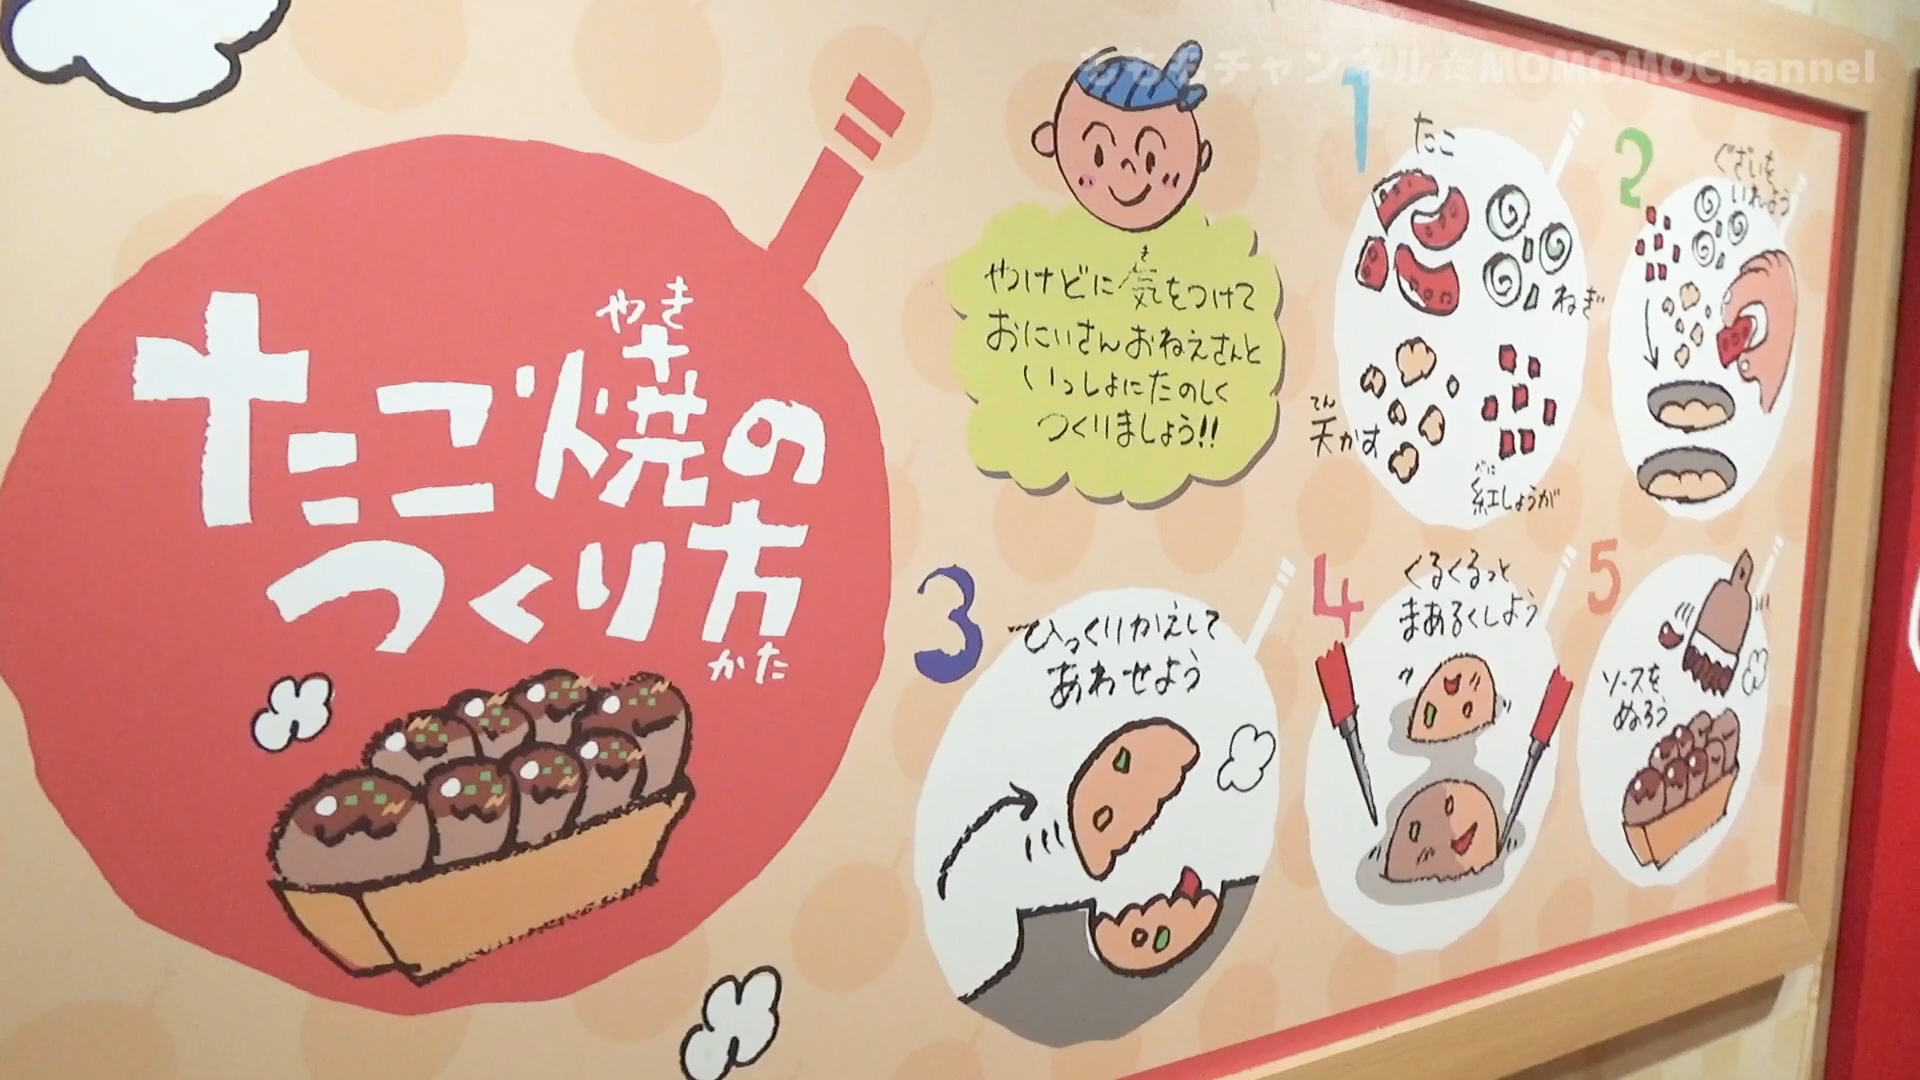 ももたチャンネル☆MOMOMOChannel
やき
たこ焼の
つくり方
かた
き
やけどに気をつけて
おにいさんおねえさんと
いっしょにたのしく
つくりましょう!!
1
たこ
ねぎ
てん
天かす
べに
紅しょうが
2
ぐざいを
いれよう
3
ひっくりかえして
あわせよう
4
くるくるっと
まあるくしよう
5
ソースを
ぬろう